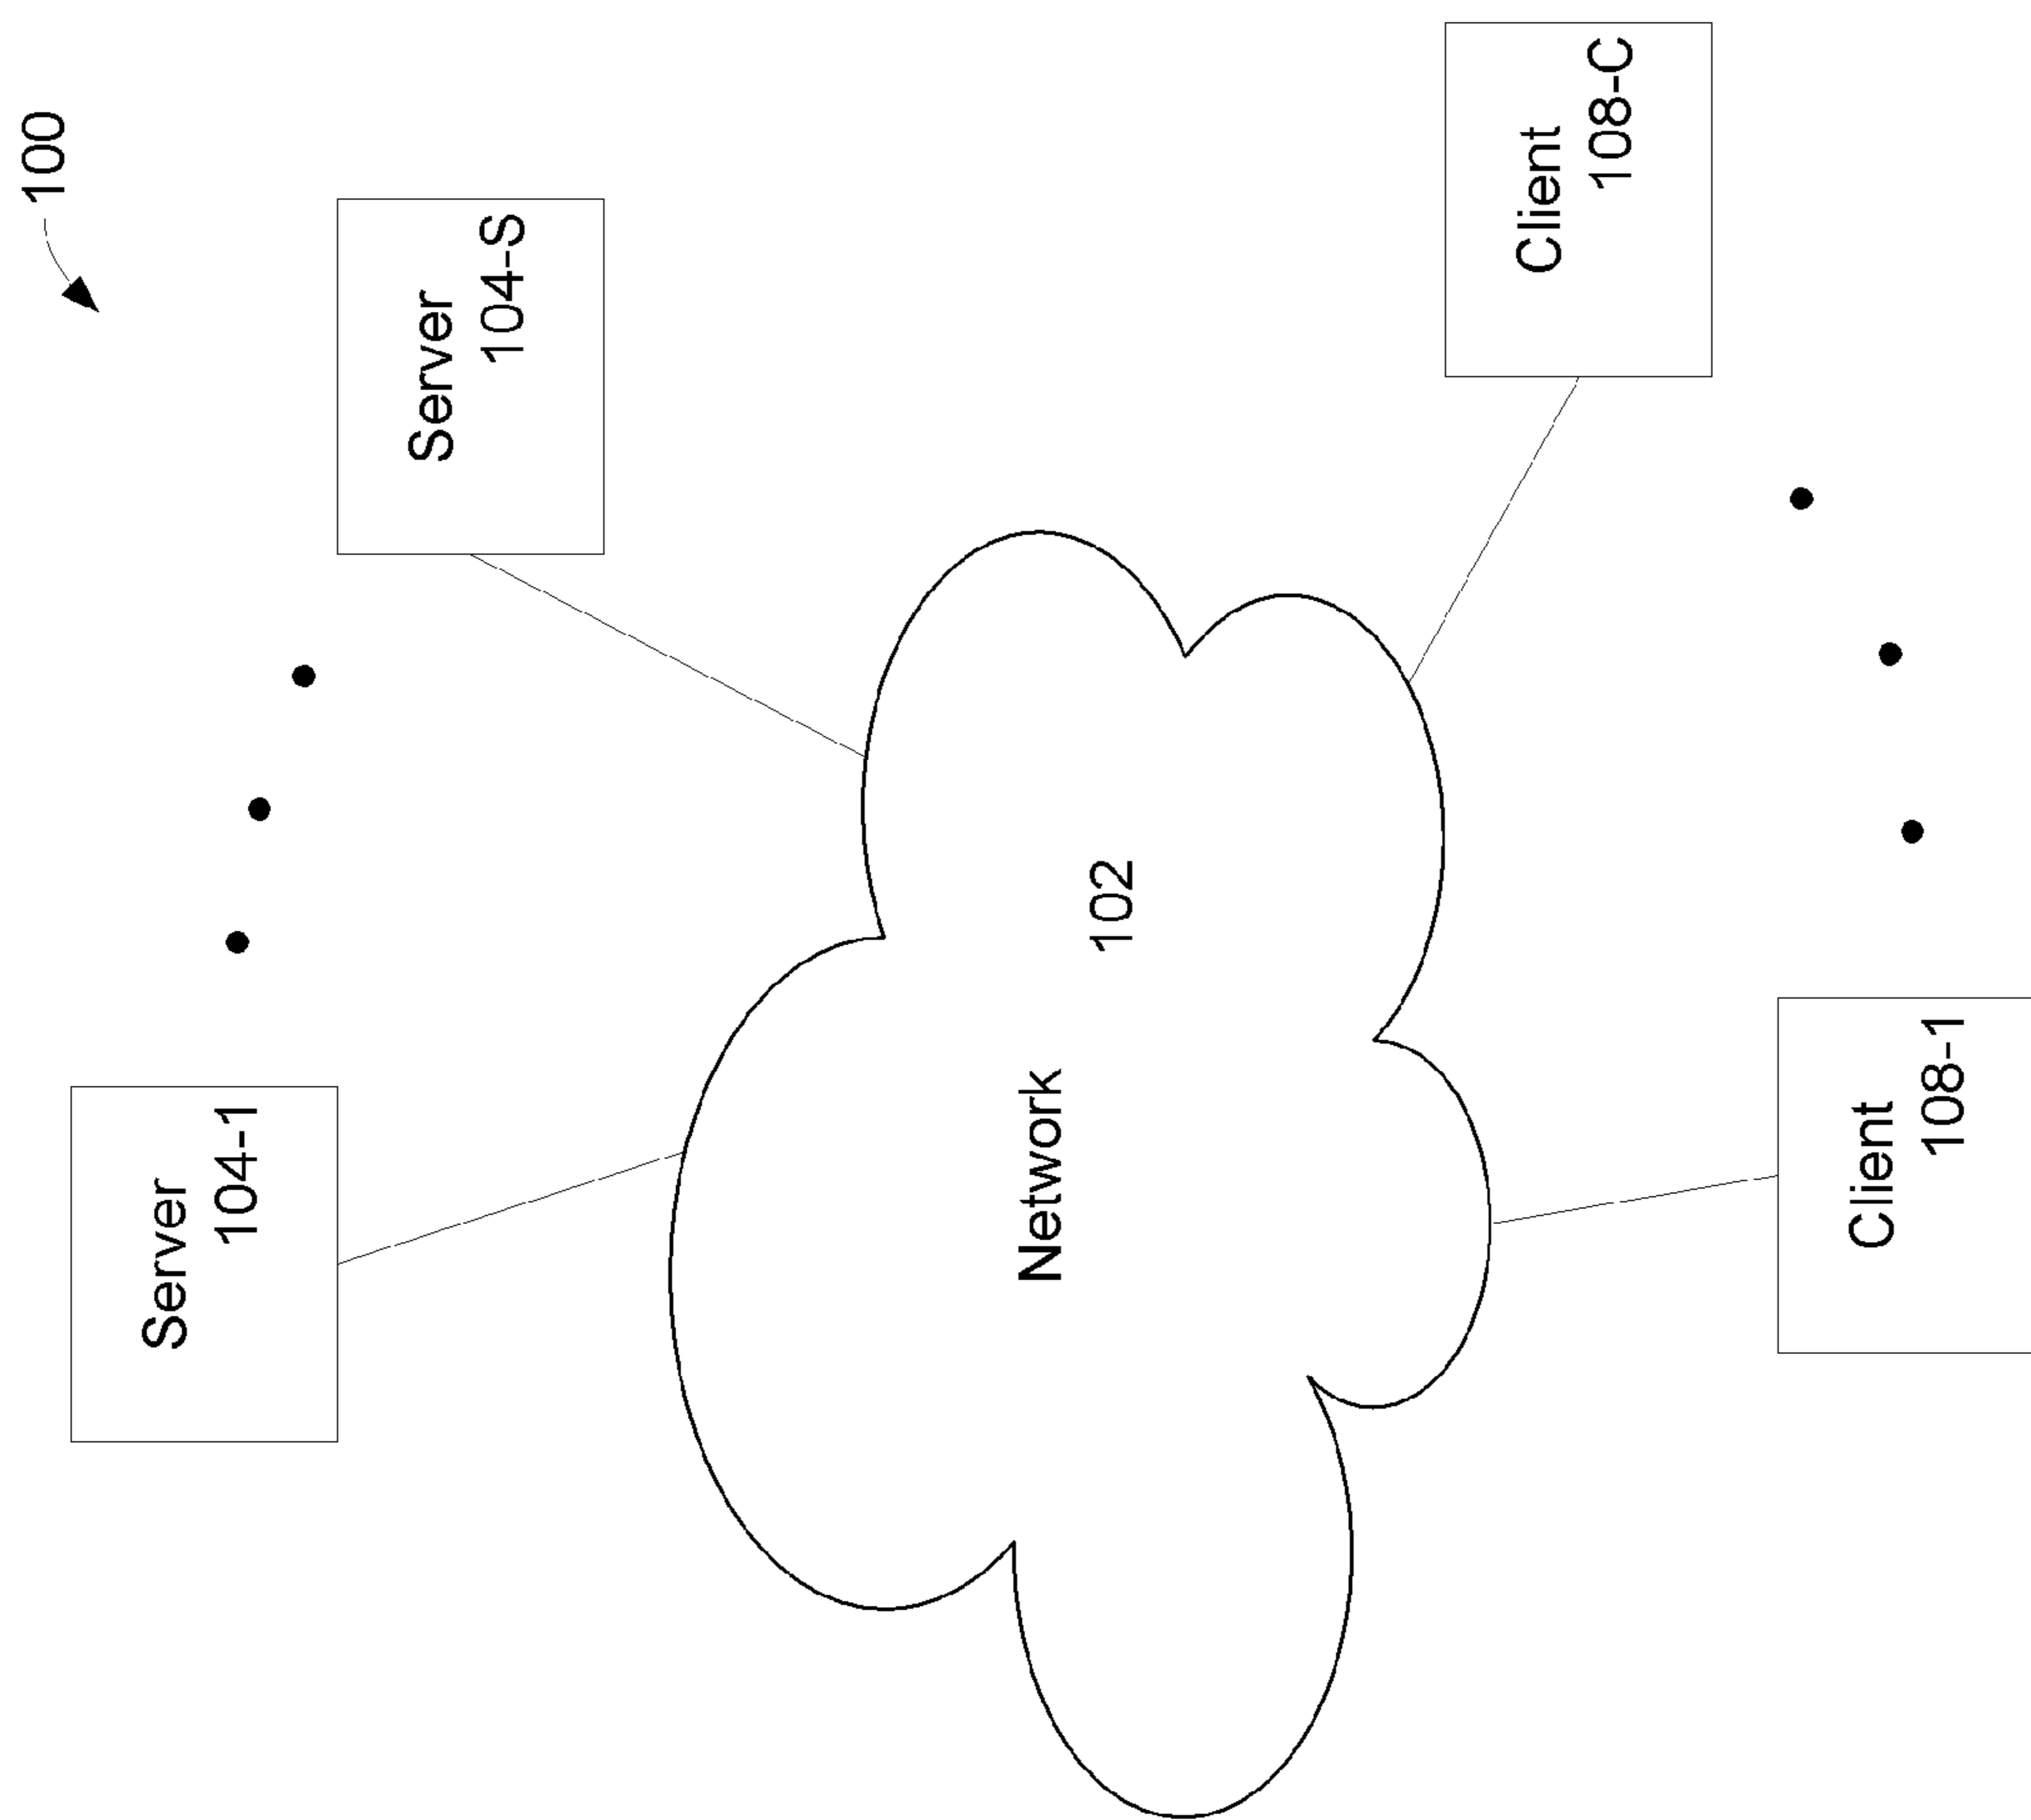 100
Server
104-1
Server
104-S
Network
102
Client
108-1
Client
108-C